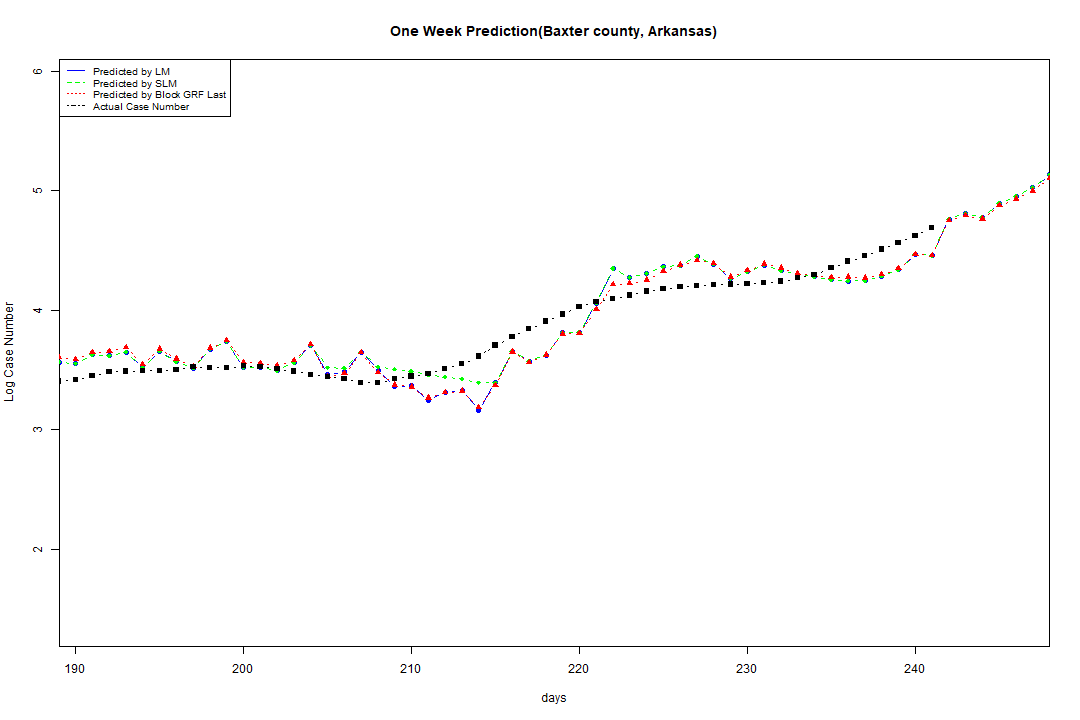 One Week Prediction(Baxter county, Arkansas)
Predicted by LM
Predicted by SLM
Predicted by Block GRF Last
Actual Case Number
6
5
4
3
2
Log Case Number
190 200 210 220 230 240
days